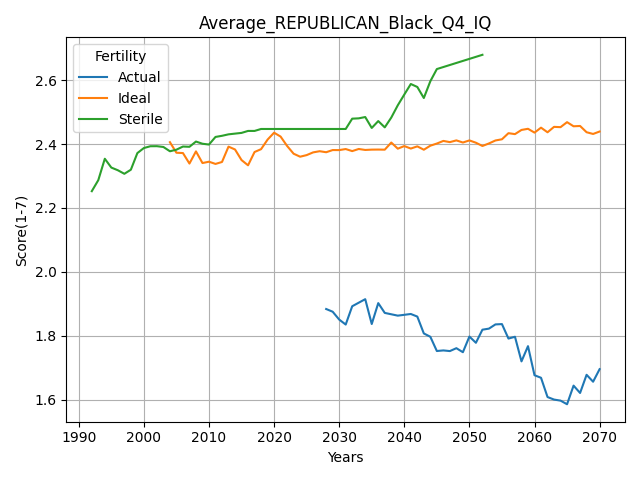 Average_REPUBLICAN_Black_Q4_IQ
Fertility
Actual
Ideal
Sterile
Score(1-7)
2.6
2.4
2.2
2.0
1.8
1.6
1990 2000 2010 2020 2030 2040 2050 2060 2070
Years